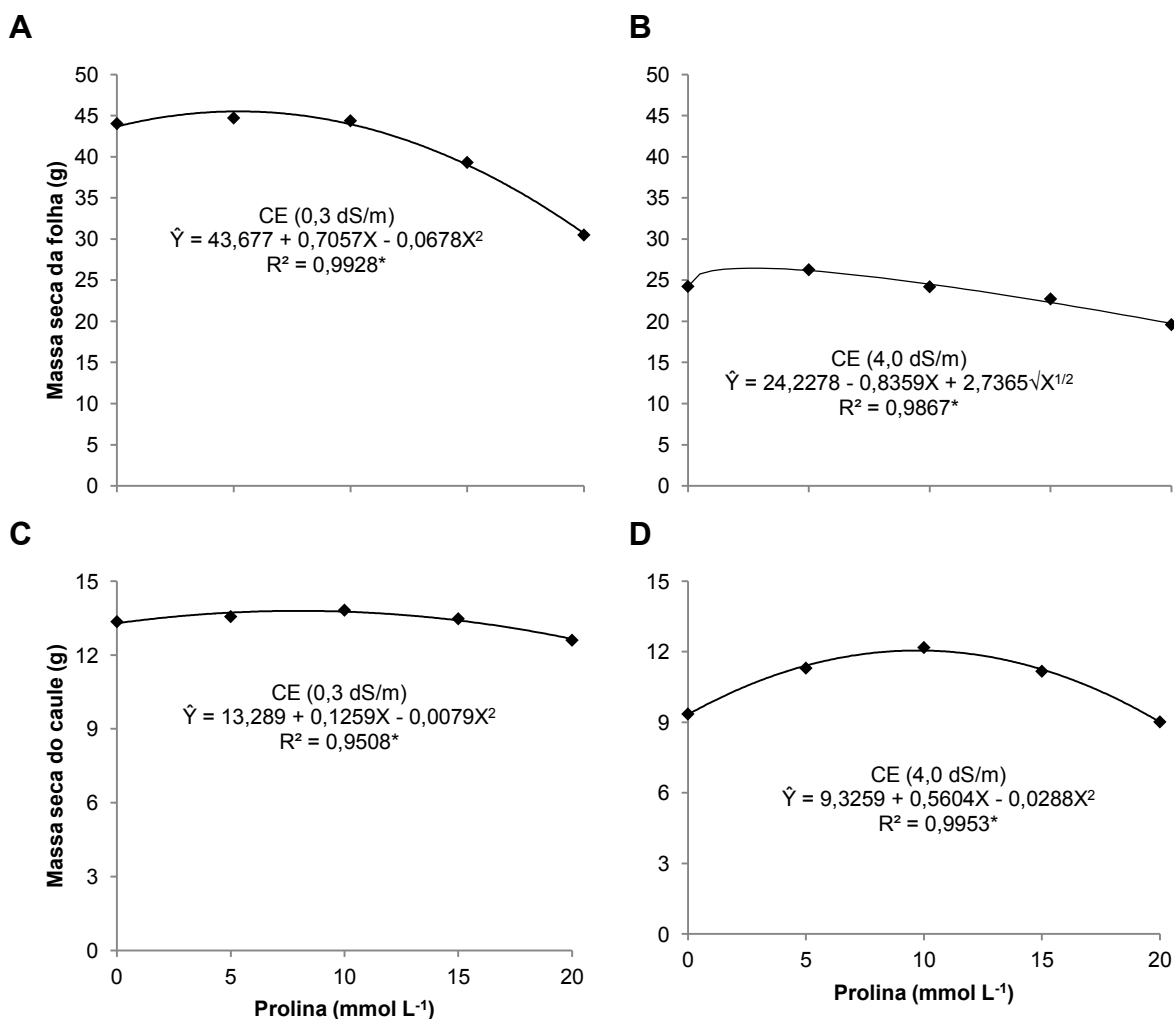 A
B
50
45
40
35
30
25
20
15
10
5
0
Massa seca da folha (g)
CE (0,3 dS/m)
Ŷ = 43,677 + 0,7057X - 0,0678X²
R² = 0,9928*
50
45
40
35
30
25
20
15
10
5
0
CE (4,0 dS/m)
Ŷ = 24,2278 - 0,8359X + 2,7365√X^1/2
R² = 0,9867*
C
D
15
12
9
6
3
0
Massa seca do caule (g)
CE (0,3 dS/m)
Ŷ = 13,289 + 0,1259X - 0,0079X²
R² = 0,9508*
0 5 10 15 20
Prolina (mmol L⁻¹)
15
12
9
6
3
0
CE (4,0 dS/m)
Ŷ = 9,3259 + 0,5604X - 0,0288X²
R² = 0,9953*
0 5 10 15 20
Prolina (mmol L⁻¹)